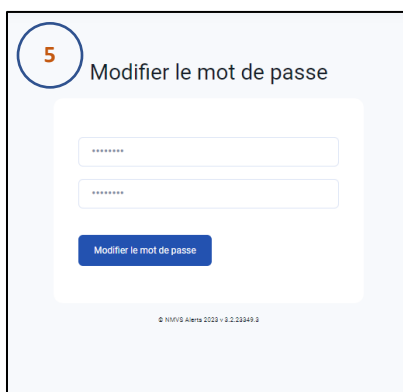 5
Modifier le mot de passe
••••••••
••••••••
Modifier le mot de passe
© NMVS Alerts 2023 v 3.2.23349.3